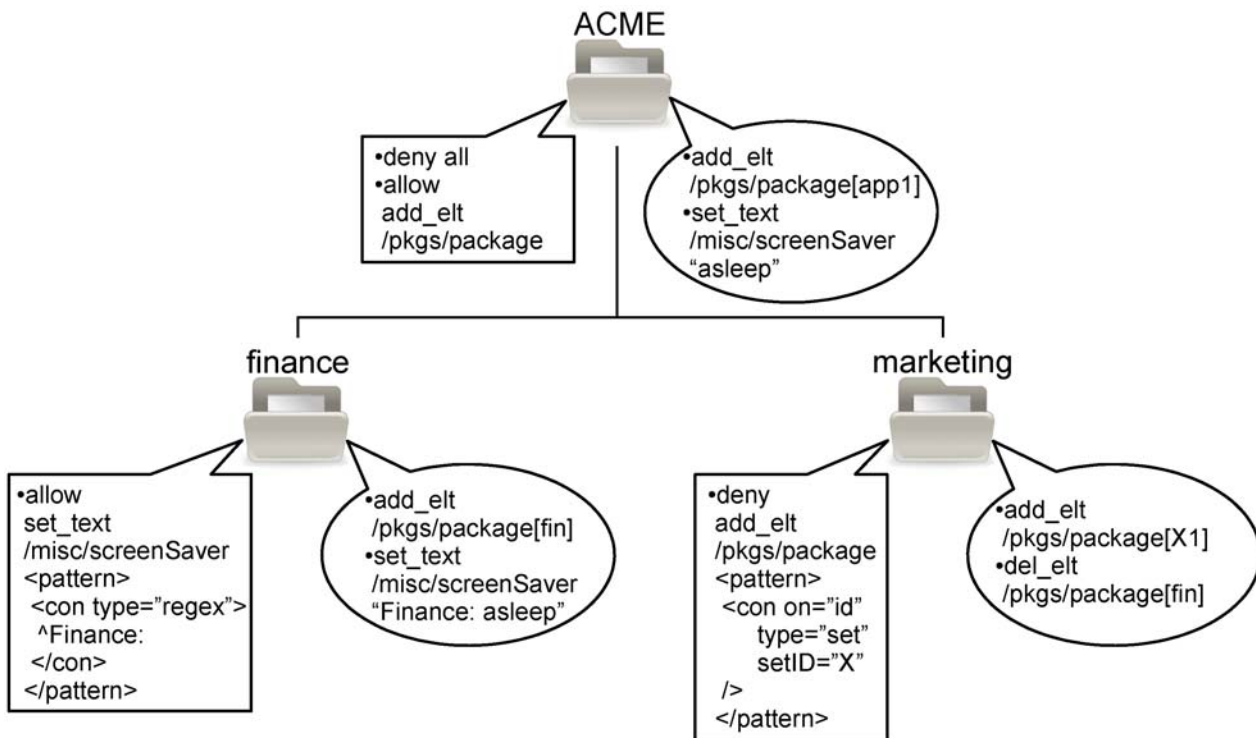 ACME
•deny all
•allow
add_elt
/pkgs/package
•add_elt
/pkgs/package[app1]
•set_text
/misc/screenSaver
“asleep”
finance
•allow
set_text
/misc/screenSaver
<pattern>
<con type=”regex”>
^Finance:
</con>
</pattern>
•add_elt
/pkgs/package[fin]
•set_text
/misc/screenSaver
“Finance: asleep”
marketing
•deny
add_elt
/pkgs/package
<pattern>
<con on=”id”
type=”set”
setID=”X”
/>
</pattern>
•add_elt
/pkgs/package[X1]
•del_elt
/pkgs/package[fin]